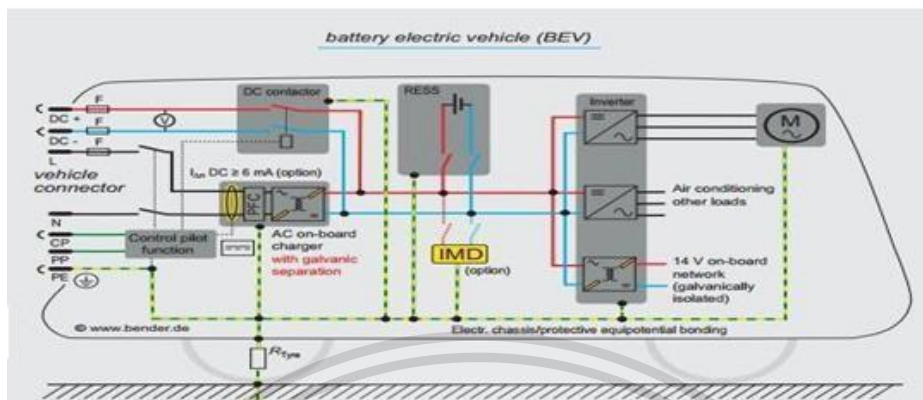 battery electric vehicle (BEV)
DC contactor
RESS
Inverter
F
DC +
F
DC -
F
L
V
M
vehicle
connector
I∆n DC ≥ 6 mA (option)
PFC
N
CP
PP
PE
Control pilot
function
AC on-board
charger
with galvanic
separation
IMD
(option)
Air conditioning
other loads
14 V on-board
network
(galvanically
isolated)
© www.bender.de
Electr. chassis/protective equipotential bonding
RTyre